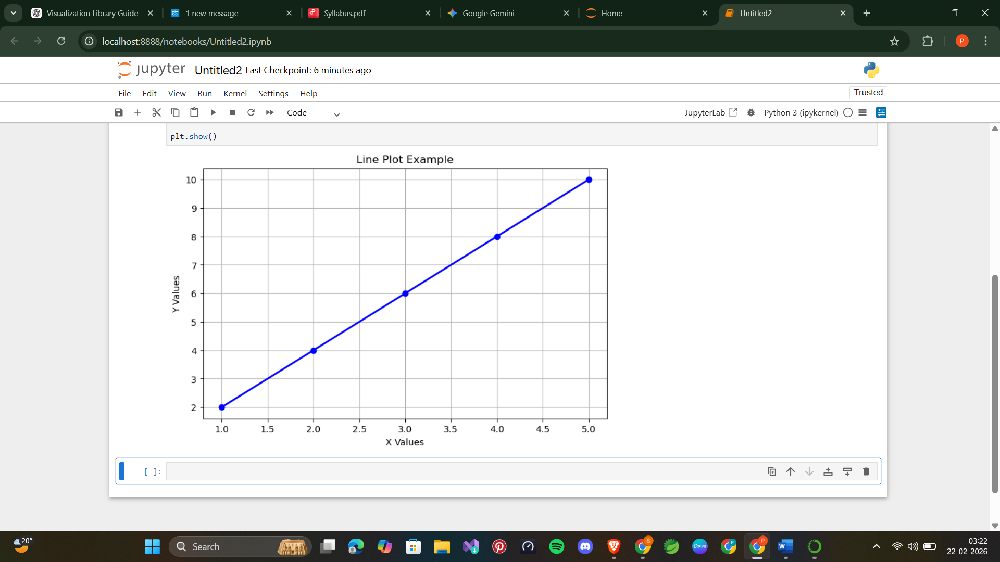 Visualization Library Guide
1 new message
Syllabus.pdf
Google Gemini
Home
Untitled2
localhost:8888/notebooks/Untitled2.ipynb
P
jupyter Untitled2 Last Checkpoint: 6 minutes ago
File Edit View Run Kernel Settings Help
Trusted
Code
JupyterLab
Python 3 (ipykernel)
plt.show()
Line Plot Example
10
9
8
7
6
5
4
3
2
Y Values
1.0 1.5 2.0 2.5 3.0 3.5 4.0 4.5 5.0
X Values
[ ]:
20°
Search
Canva
S
P
P
W
03:22
22-02-2026